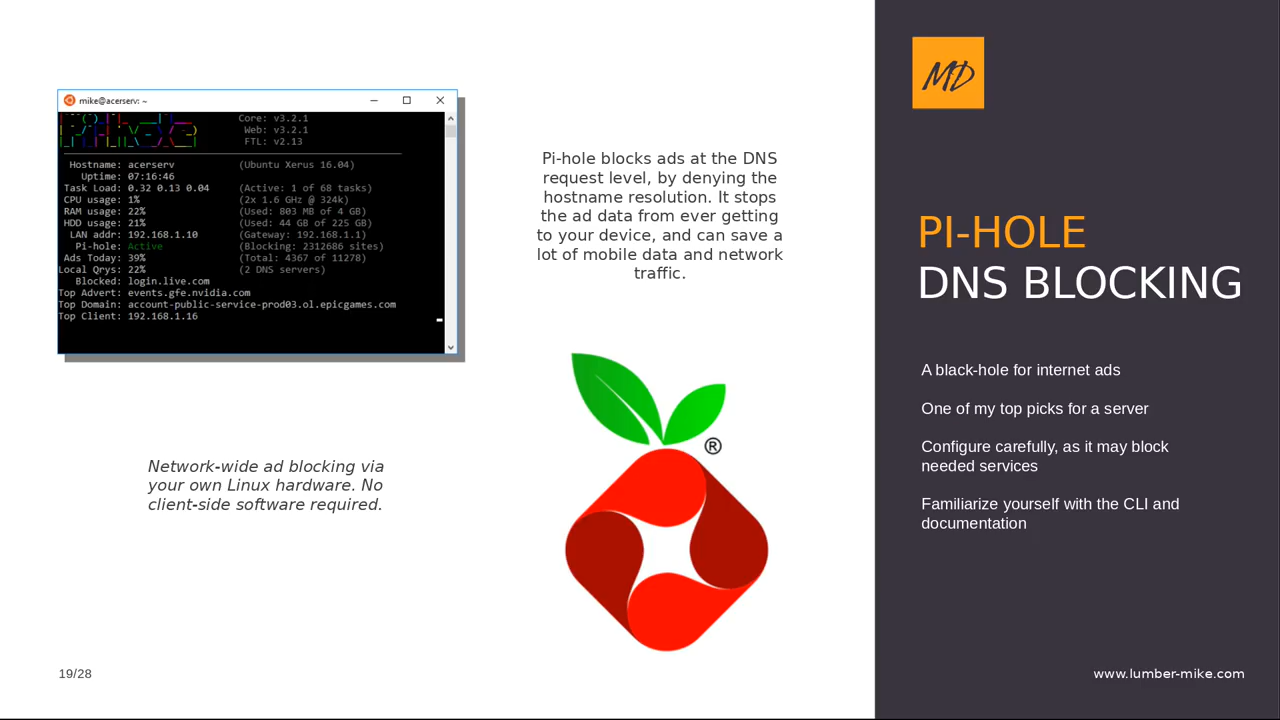 mike@acerserv: ~
Pi-hole
Core: v3.2.1
Web: v3.2.1
FTL: v2.13
Hostname: acerserv (Ubuntu Xerus 16.04)
Uptime: 07:16:46
Task Load: 0.32 0.13 0.04 (Active: 1 of 68 tasks)
CPU usage: 1% (2x 1.6 GHz @ 324k)
RAM usage: 22% (Used: 803 MB of 4 GB)
HDD usage: 21% (Used: 44 GB of 225 GB)
LAN addr: 192.168.1.10 (Gateway: 192.168.1.1)
Pi-hole: Active (Blocking: 2312686 sites)
Ads Today: 39% (Total: 4367 of 11278)
Local Qrys: 22% (2 DNS servers)
Blocked: login.live.com
Top Advert: events.gfe.nvidia.com
Top Domain: account-public-service-prod03.ol.epicgames.com
Top Client: 192.168.1.16
Network-wide ad blocking via
your own Linux hardware. No
client-side software required.
Pi-hole blocks ads at the DNS
request level, by denying the
hostname resolution. It stops
the ad data from ever getting
to your device, and can save a
lot of mobile data and network
traffic.
®
MD
PI-HOLE
DNS BLOCKING
A black-hole for internet ads
One of my top picks for a server
Configure carefully, as it may block
needed services
Familiarize yourself with the CLI and
documentation
19/28
www.lumber-mike.com